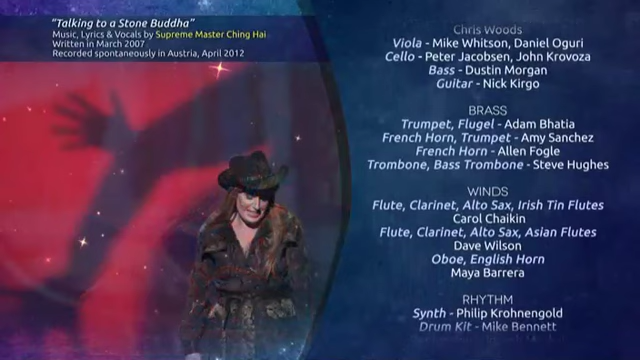 "Talking to a Stone Buddha"
Music, Lyrics & Vocals by Supreme Master Ching Hai
Written in March 2007
Recorded spontaneously in Austria, April 2012
Chris Woods
Viola - Mike Whitson, Daniel Oguri
Cello - Peter Jacobsen, John Krovoza
Bass - Dustin Morgan
Guitar - Nick Kirgo
BRASS
Trumpet, Flugel - Adam Bhatia
French Horn, Trumpet - Amy Sanchez
French Horn - Allen Fogle
Trombone, Bass Trombone - Steve Hughes
WINDS
Flute, Clarinet, Alto Sax, Irish Tin Flutes
Carol Chaikin
Flute, Clarinet, Alto Sax, Asian Flutes
Dave Wilson
Oboe, English Horn
Maya Barrera
RHYTHM
Synth - Philip Krohnengold
Drum Kit - Mike Bennett